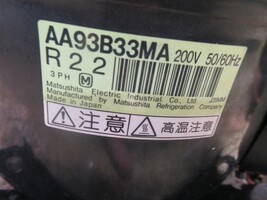 AA93B33MA 200V 50/60Hz
R22
3PH M
Matsushita Electric Industrial Co., Ltd.
Manufactured by Matsushita Refrigeration Company
Made in Japan
注意 高温注意